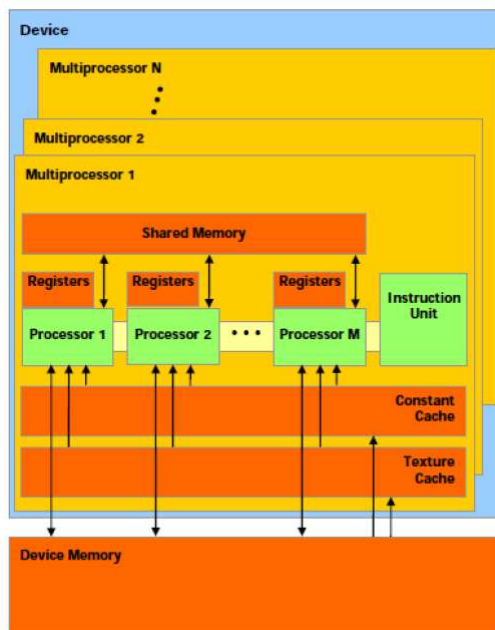 Device
Multiprocessor N
Multiprocessor 2
Multiprocessor 1
Shared Memory
Registers
Registers
Registers
Processor 1
Processor 2
Processor M
Instruction
Unit
Constant
Cache
Texture
Cache
Device Memory